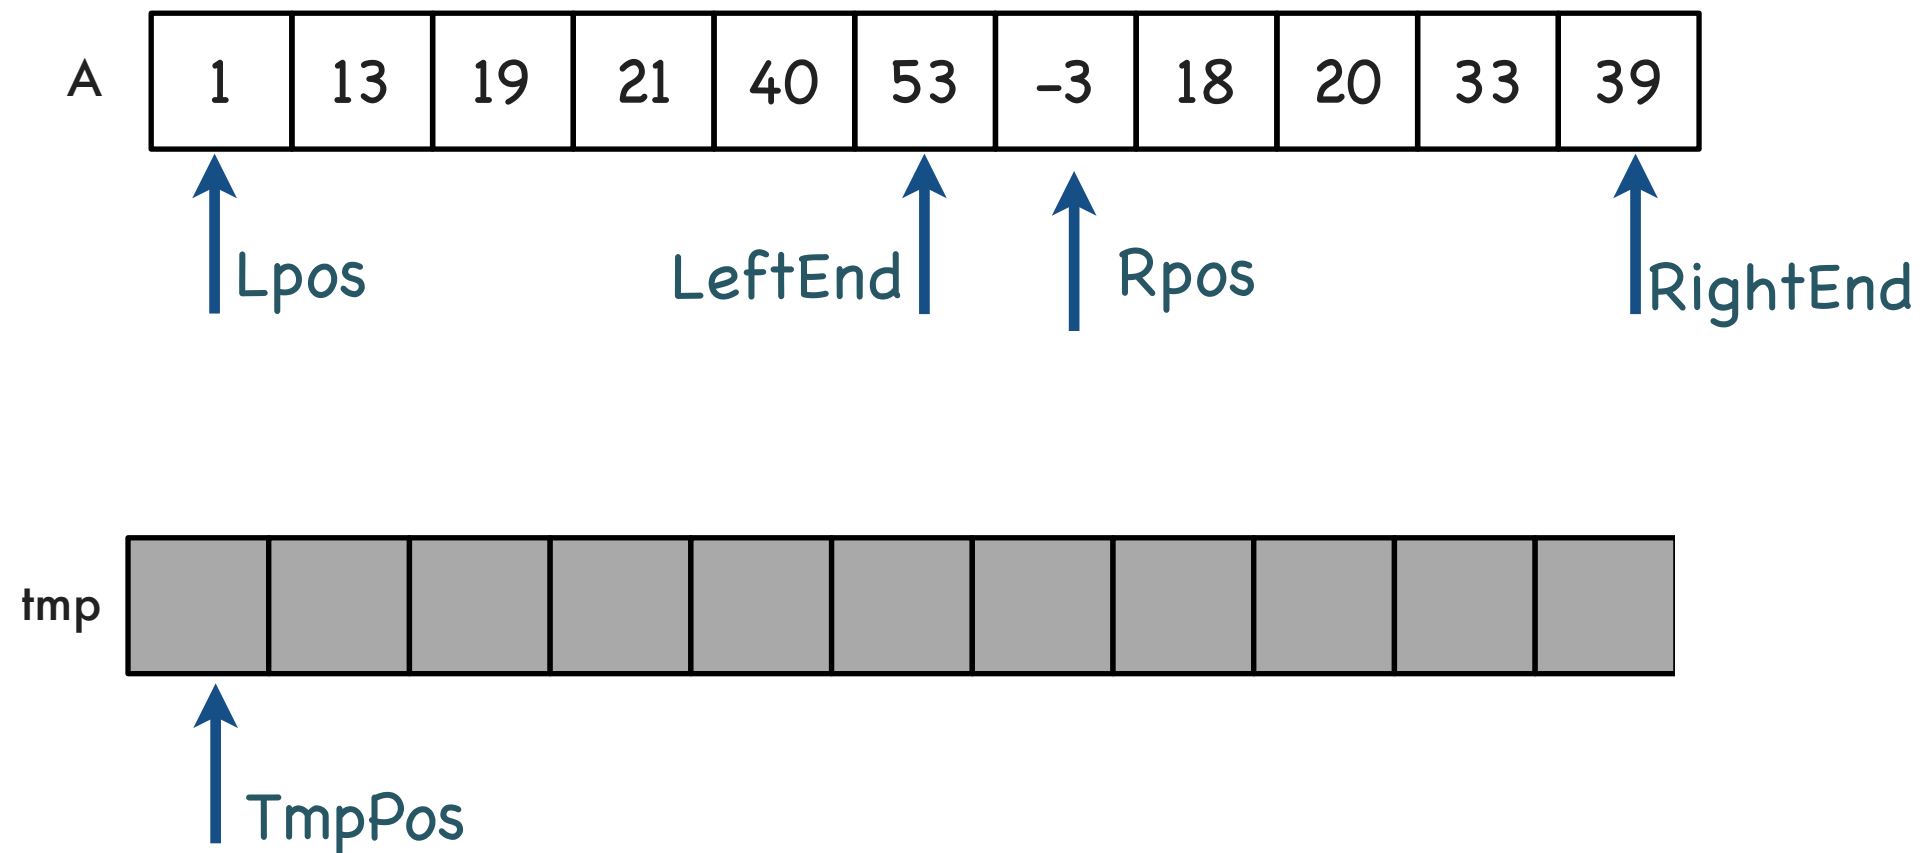 A 1 13 19 21 40 53 -3 18 20 33 39
Lpos LeftEnd Rpos RightEnd
tmp
TmpPos